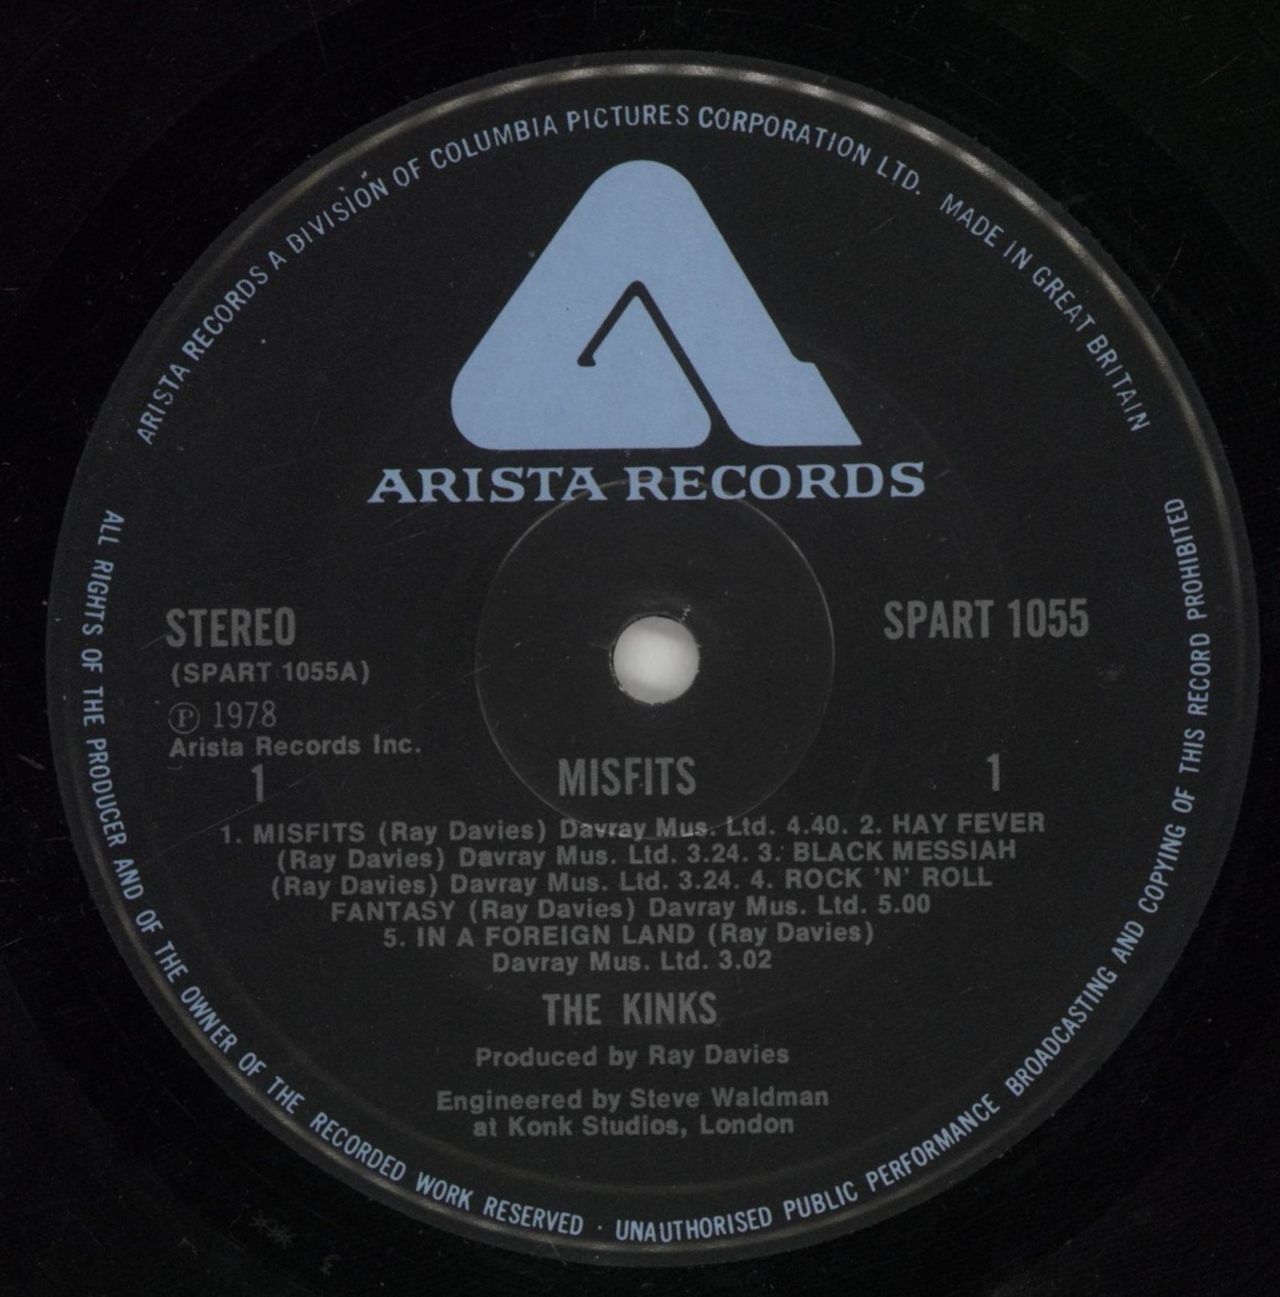 ARISTA RECORDS A DIVISION OF COLUMBIA PICTURES CORPORATION LTD. MADE IN GREAT BRITAIN
ARISTA RECORDS
STEREO
(SPART 1055A)
Ⓟ 1978
Arista Records Inc.
1
SPART 1055
1
MISFITS
1. MISFITS (Ray Davies) Davray Mus. Ltd. 4.40. 2. HAY FEVER
(Ray Davies) Davray Mus. Ltd. 3.24. 3. BLACK MESSIAH
(Ray Davies) Davray Mus. Ltd. 3.24. 4. ROCK 'N' ROLL
FANTASY (Ray Davies) Davray Mus. Ltd. 5.00
5. IN A FOREIGN LAND (Ray Davies)
Davray Mus. Ltd. 3.02
THE KINKS
Produced by Ray Davies
Engineered by Steve Waldman
at Konk Studios, London
ALL RIGHTS OF THE PRODUCER AND OF THE OWNER OF THE RECORDED WORK RESERVED · UNAUTHORISED PUBLIC PERFORMANCE BROADCASTING AND COPYING OF THIS RECORD PROHIBITED